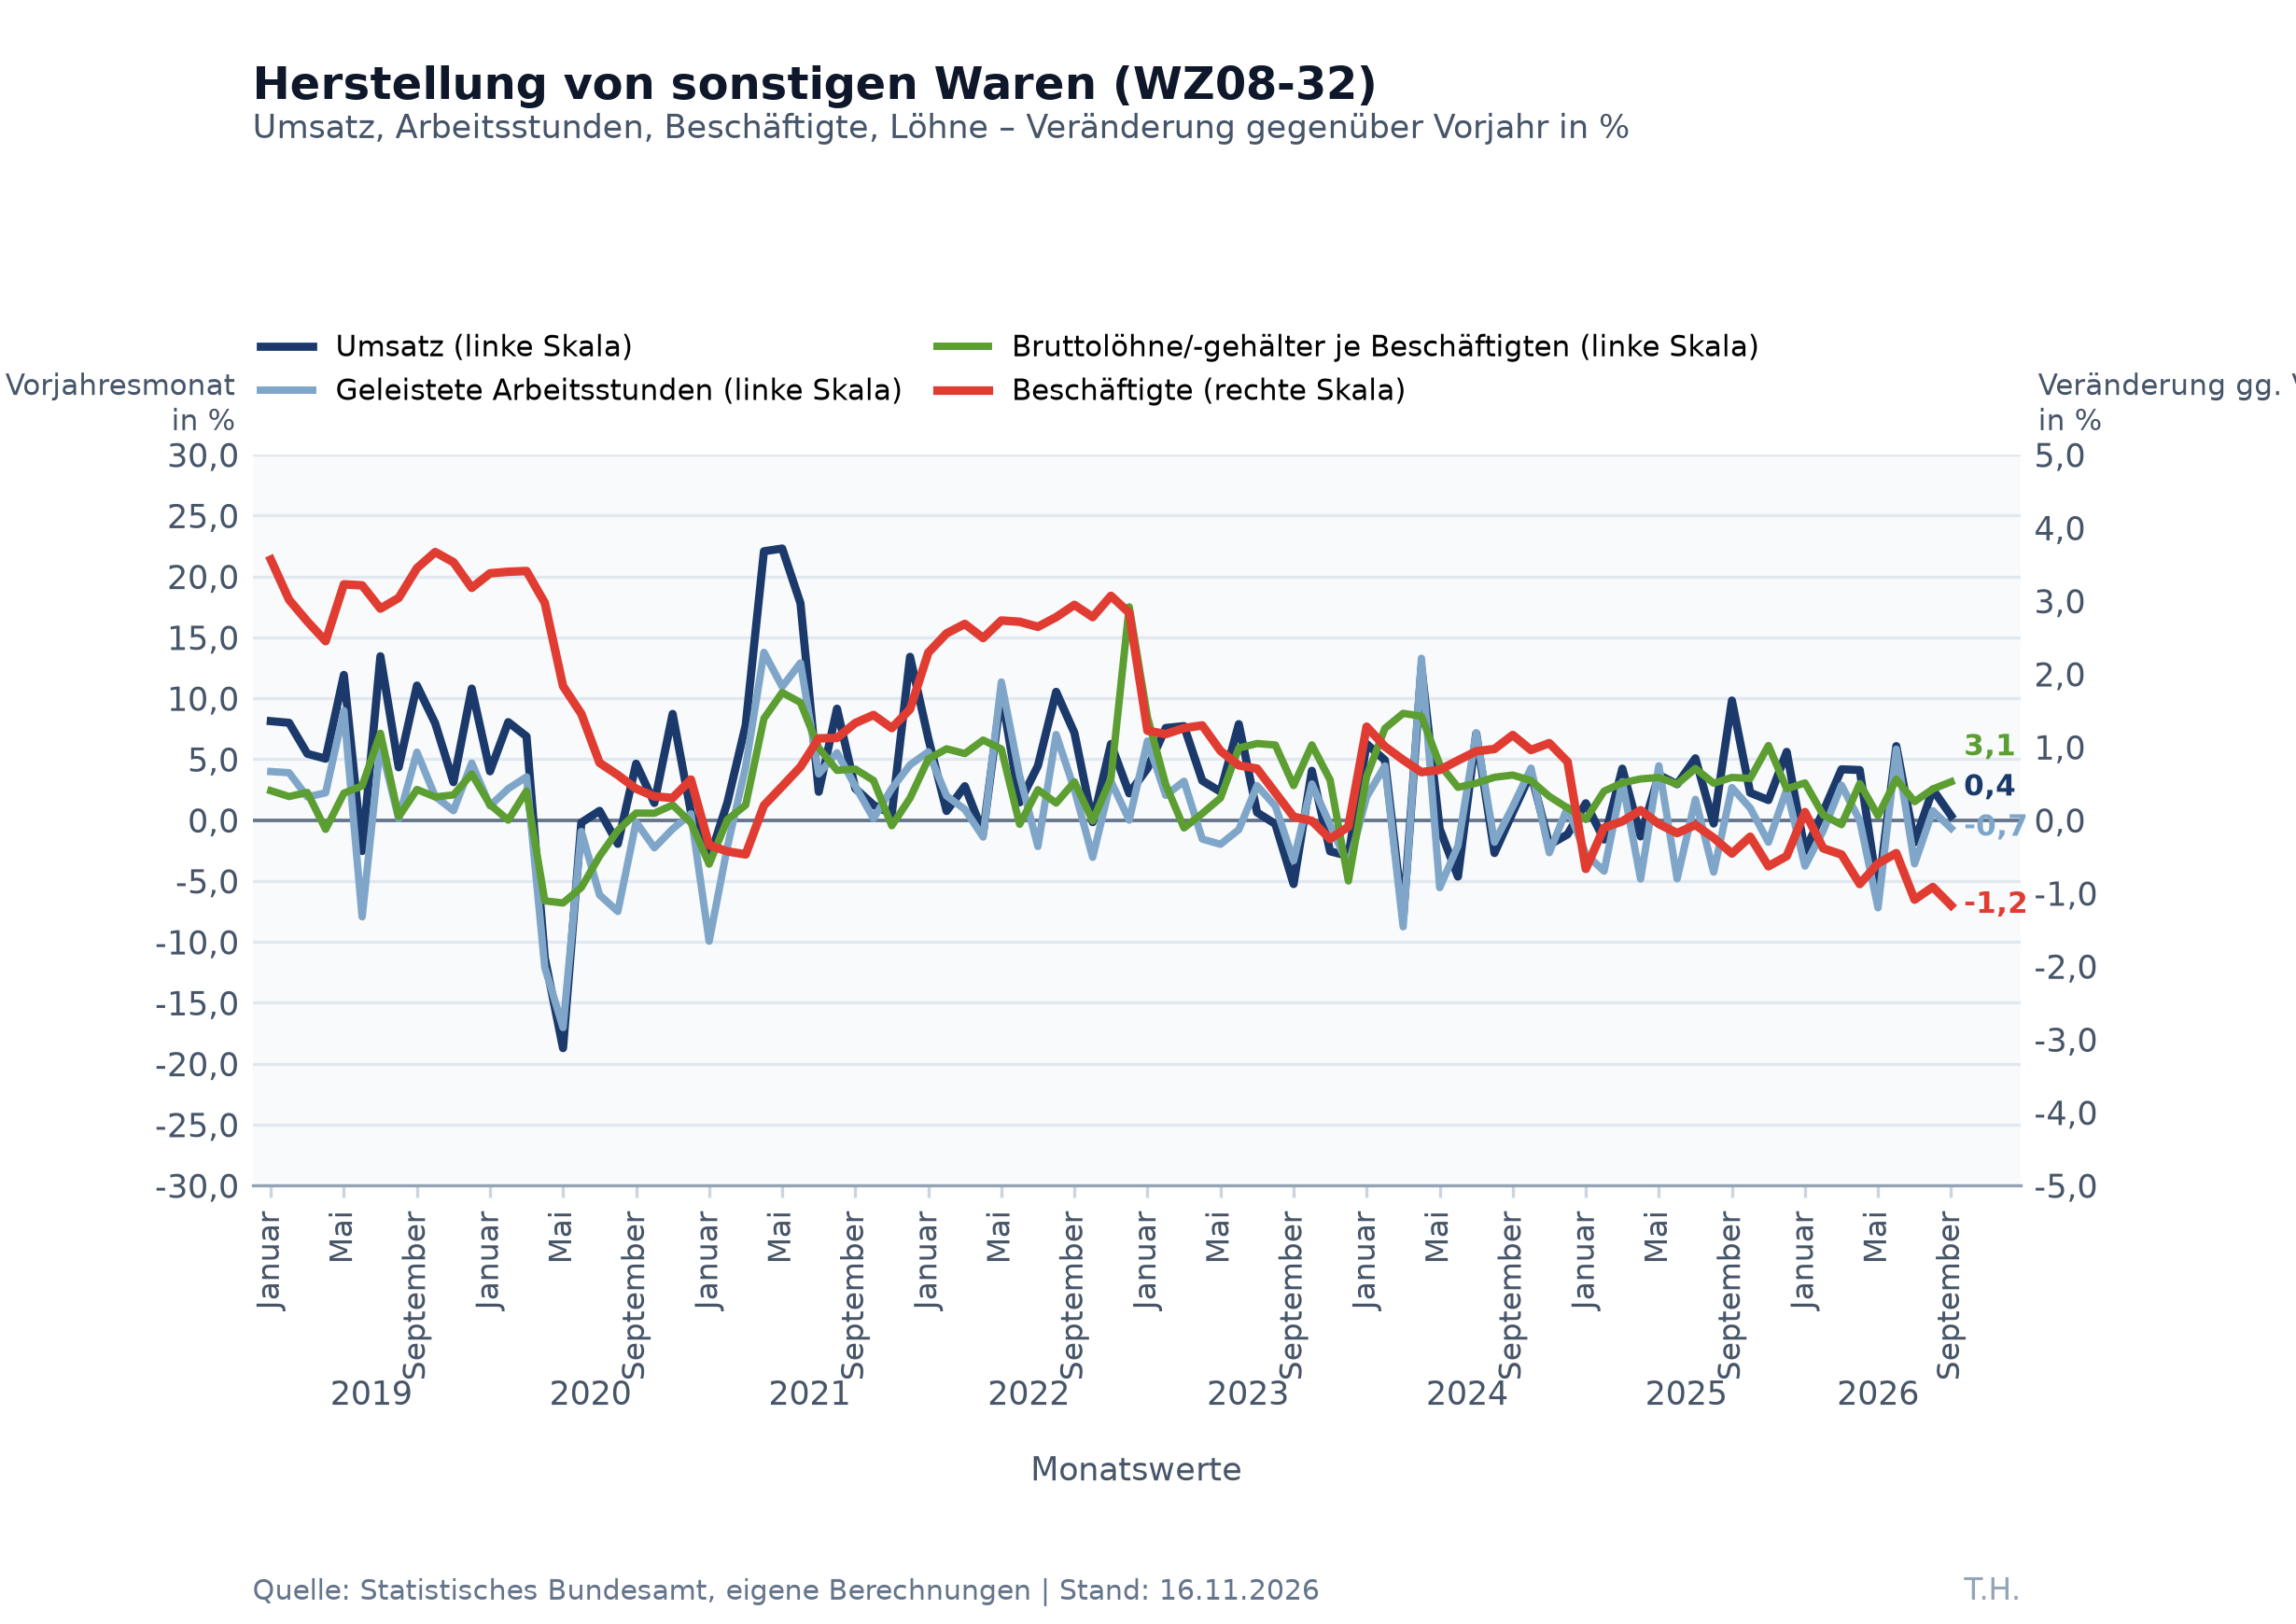 Herstellung von sonstigen Waren (WZ08-32)
Umsatz, Arbeitsstunden, Beschäftigte, Löhne – Veränderung gegenüber Vorjahr in %
Umsatz (linke Skala)
Bruttolöhne/-gehälter je Beschäftigten (linke Skala)
Geleistete Arbeitsstunden (linke Skala)
Beschäftigte (rechte Skala)
Vorjahresmonat
in %
Veränderung gg.
in %
30,0
25,0
20,0
15,0
10,0
5,0
0,0
-5,0
-10,0
-15,0
-20,0
-25,0
-30,0
5,0
4,0
3,0
2,0
1,0
0,0
-1,0
-2,0
-3,0
-4,0
-5,0
3,1
0,4
-0,7
-1,2
Januar
Mai
September
Januar
Mai
September
Januar
Mai
September
Januar
Mai
September
Januar
Mai
September
Januar
Mai
September
Januar
Mai
September
Januar
Mai
September
2019
2020
2021
2022
2023
2024
2025
2026
Monatswerte
Quelle: Statistisches Bundesamt, eigene Berechnungen | Stand: 16.11.2026
T.H.